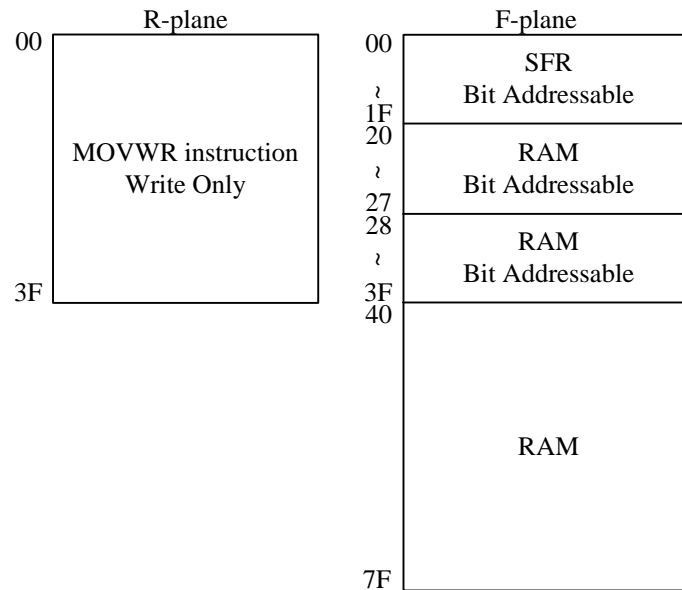 R-plane
00
MOVWR instruction
Write Only
3F
F-plane
00
SFR
~
Bit Addressable
1F
20
RAM
~
Bit Addressable
27
28
RAM
~
Bit Addressable
3F
40
RAM
7F